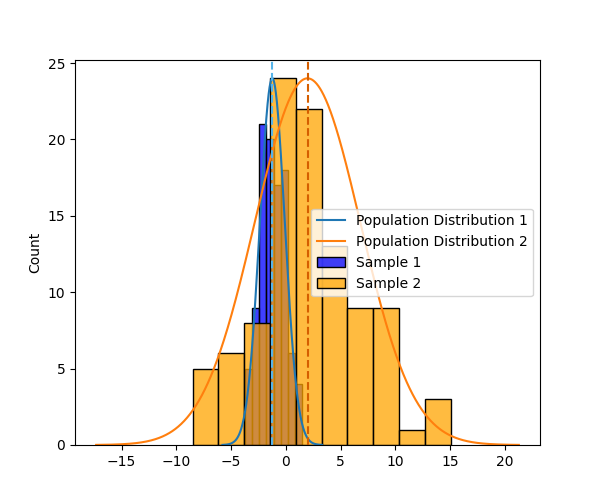 25
20
15
10
5
0
Count
Population Distribution 1
Population Distribution 2
Sample 1
Sample 2
−15 −10 −5 0 5 10 15 20